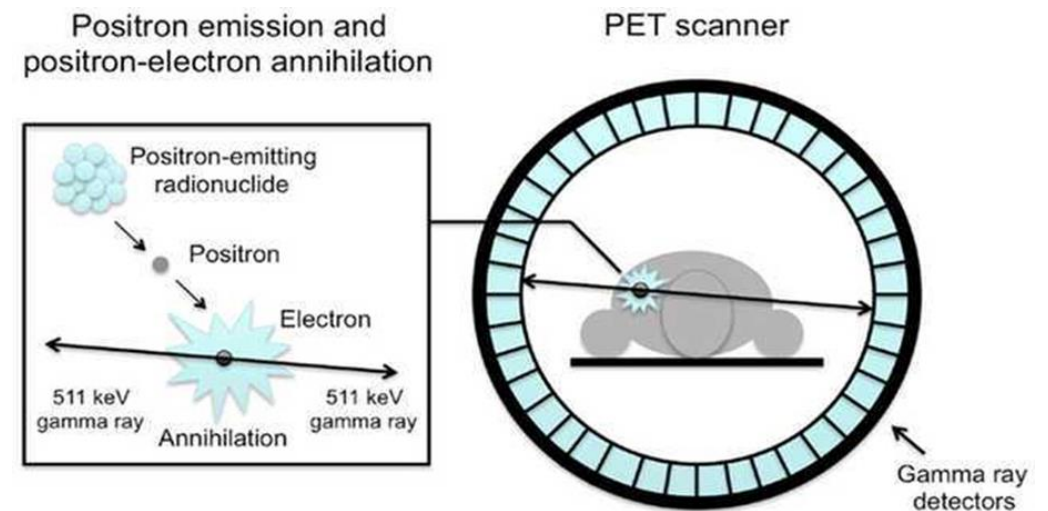 Positron emission and
positron-electron annihilation
PET scanner
Positron-emitting
radionuclide
Positron
Electron
511 keV
gamma ray
511 keV
gamma ray
Annihilation
Gamma ray
detectors